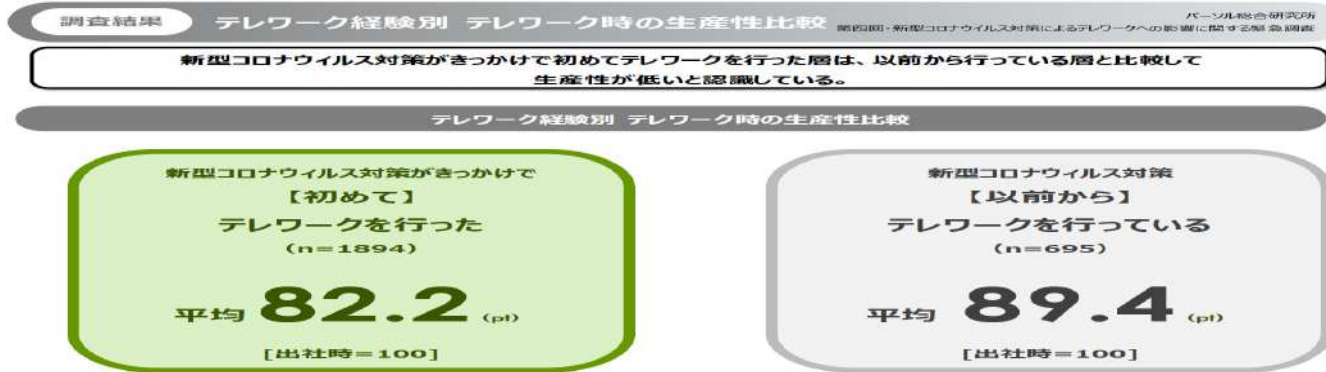 調査結果
テレワーク経験別 テレワーク時の生産性比較
パーソル総合研究所
第四回・新型コロナウイルス対策によるテレワークへの影響に関する緊急調査
新型コロナウィルス対策がきっかけで初めてテレワークを行った層は、以前から行っている層と比較して
生産性が低いと認識している。
テレワーク経験別 テレワーク時の生産性比較
新型コロナウィルス対策がきっかけで
【初めて】
テレワークを行った
(n=1894)
平均 82.2 (pt)
[出社時=100]
新型コロナウィルス対策
【以前から】
テレワークを行っている
(n=695)
平均 89.4 (pt)
[出社時=100]